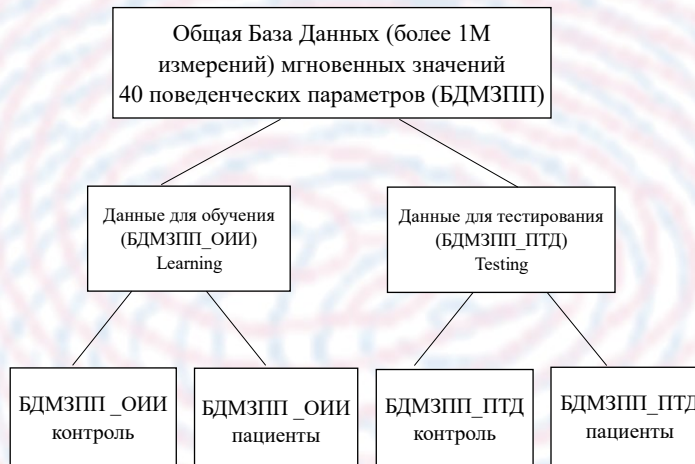 Общая База Данных (более 1М
измерений) мгновенных значений
40 поведенческих параметров (БДМЗПП)
Данные для обучения
(БДМЗПП_ОИИ)
Learning
Данные для тестирования
(БДМЗПП_ПТД)
Testing
БДМЗПП _ОИИ
контроль
БДМЗПП _ОИИ
пациенты
БДМЗПП_ПТД
контроль
БДМЗПП_ПТД
пациенты